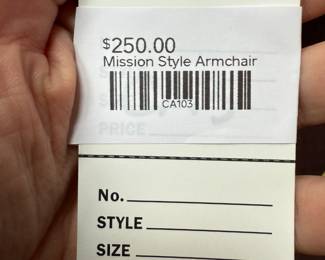 $250.00
Mission Style Armchair
CA103
PRICE
No.
STYLE
SIZE